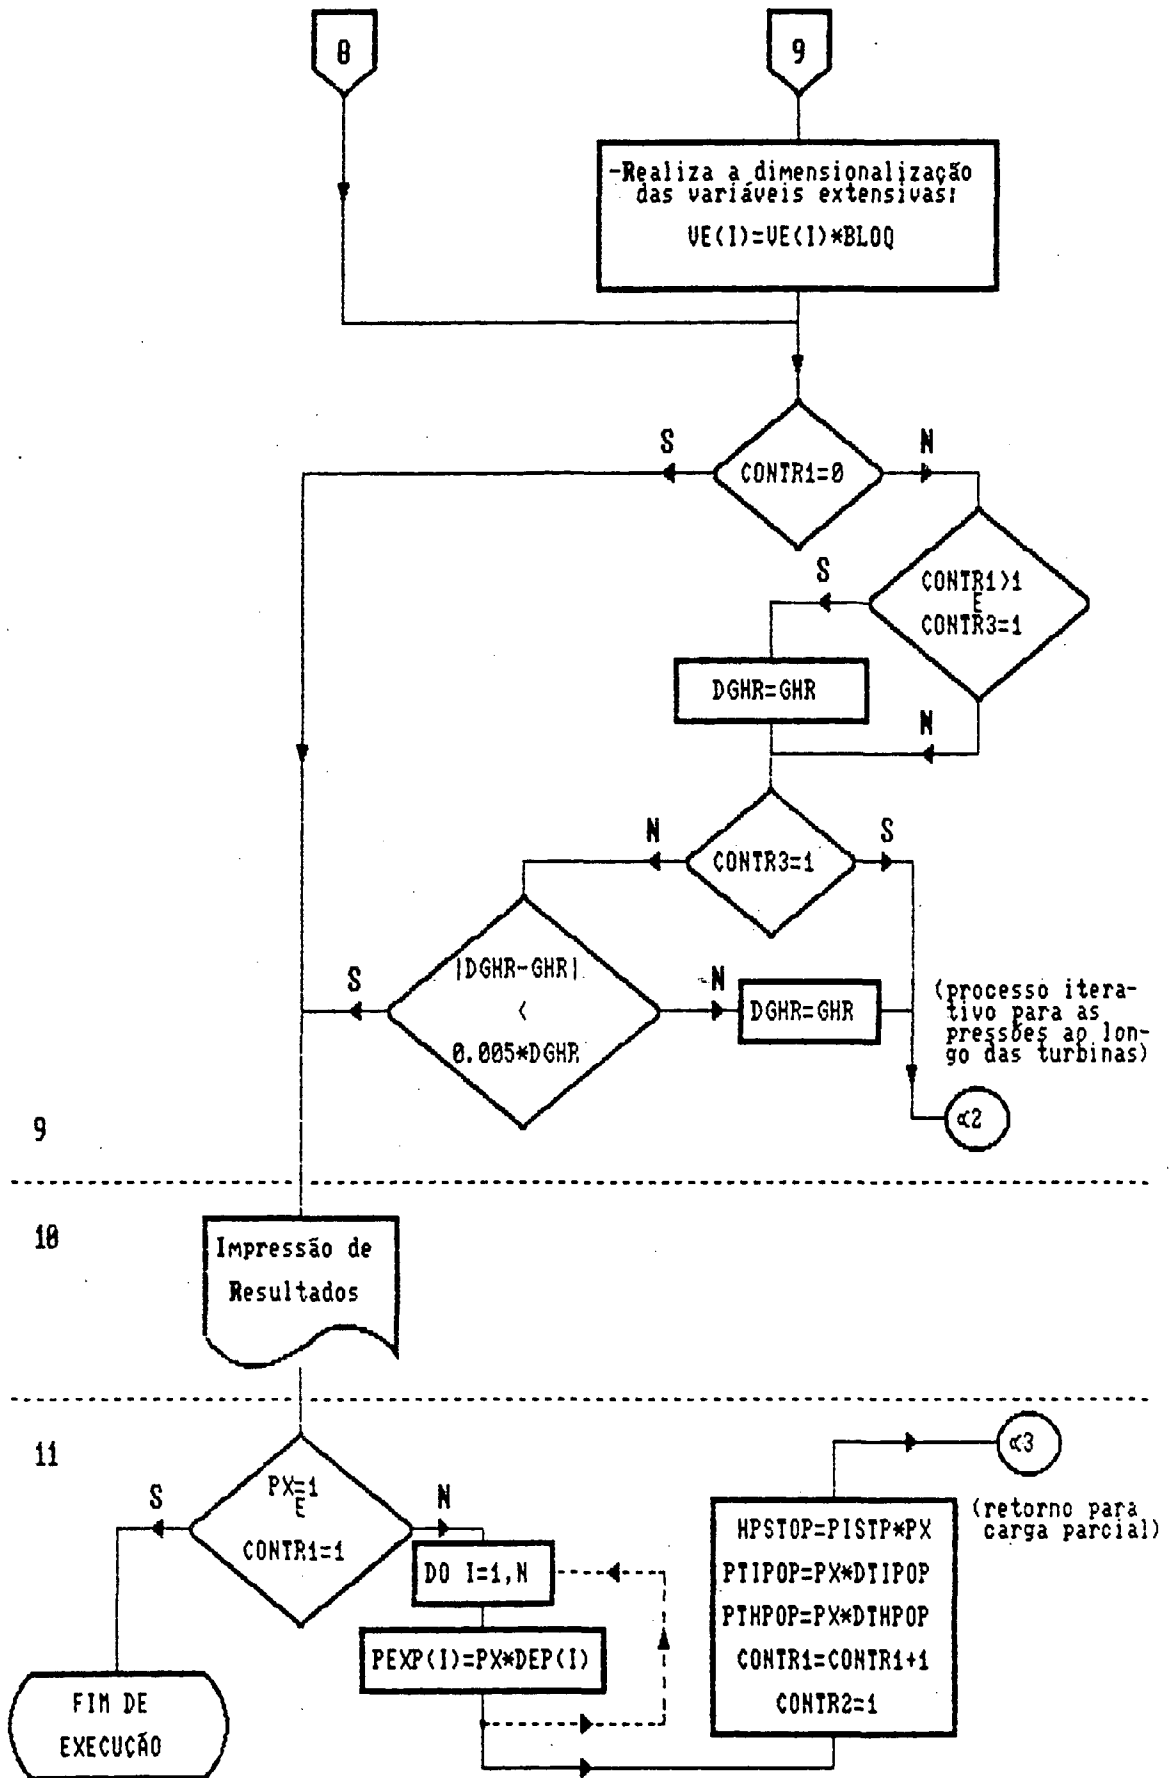 8
9
-Realiza a dimensionalização
das variáveis extensivas:
VE(I)=VE(I)*BLOQ
S
N
CONTR1=0
CONTR1>1
E
CONTR3=1
S
DGHR=GHR
N
N
S
CONTR3=1
|DGHR-GHR|
<
0.005*DGHR
S
N
DGHR=GHR
(processo itera-
tivo para as
pressões ao lon-
go das turbinas)
∝2
9
10
Impressão de
Resultados
11
PX=1
E
CONTR1=1
S
N
DO I=1,N
PEXP(I)=PX*DEP(I)
HPSTOP=PISTP*PX
PTIPOP=PX*DTIPOP
PTHPOP=PX*DTHPOP
CONTR1=CONTR1+1
CONTR2=1
∝3
(retorno para
carga parcial)
FIM DE
EXECUÇÃO